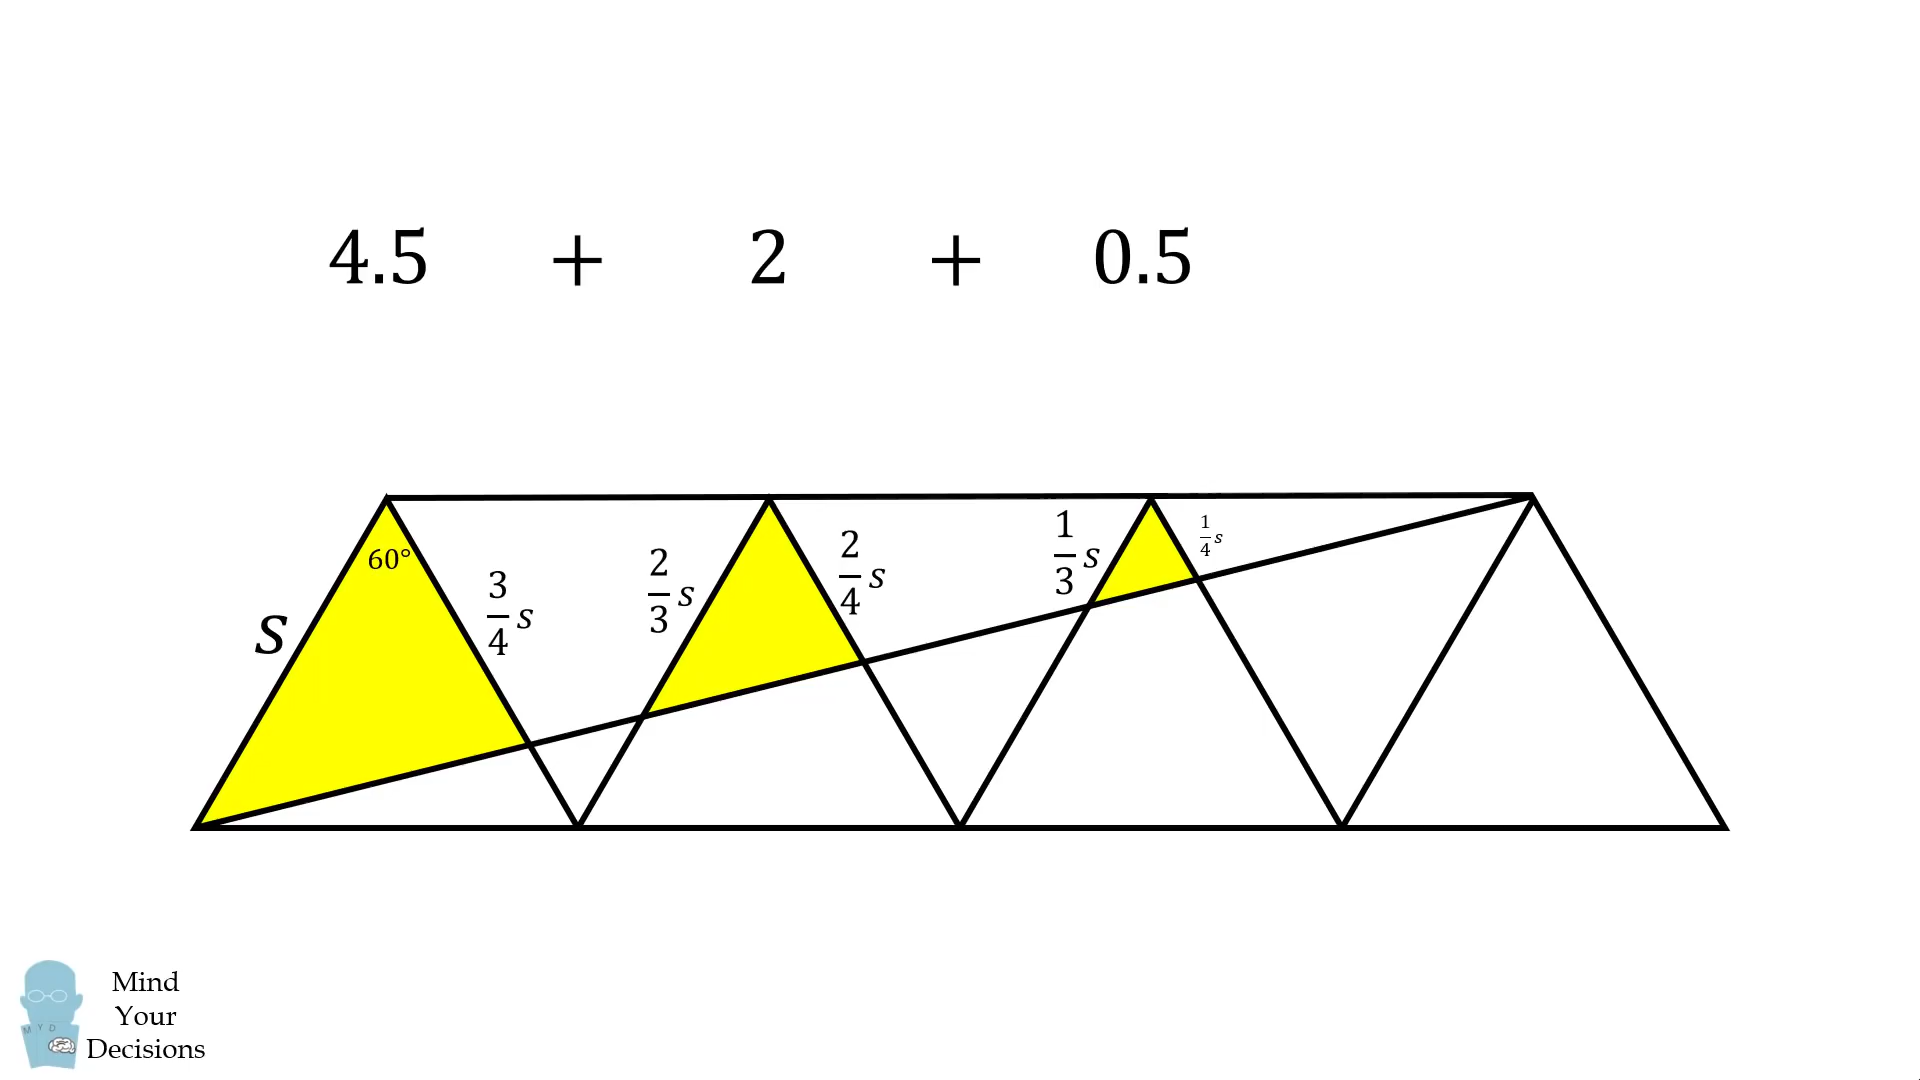 4.5 + 2 + 0.5
60°
s
3/4 s
2/3 s
2/4 s
1/3 s
1/4 s
M Y D
Mind
Your
Decisions